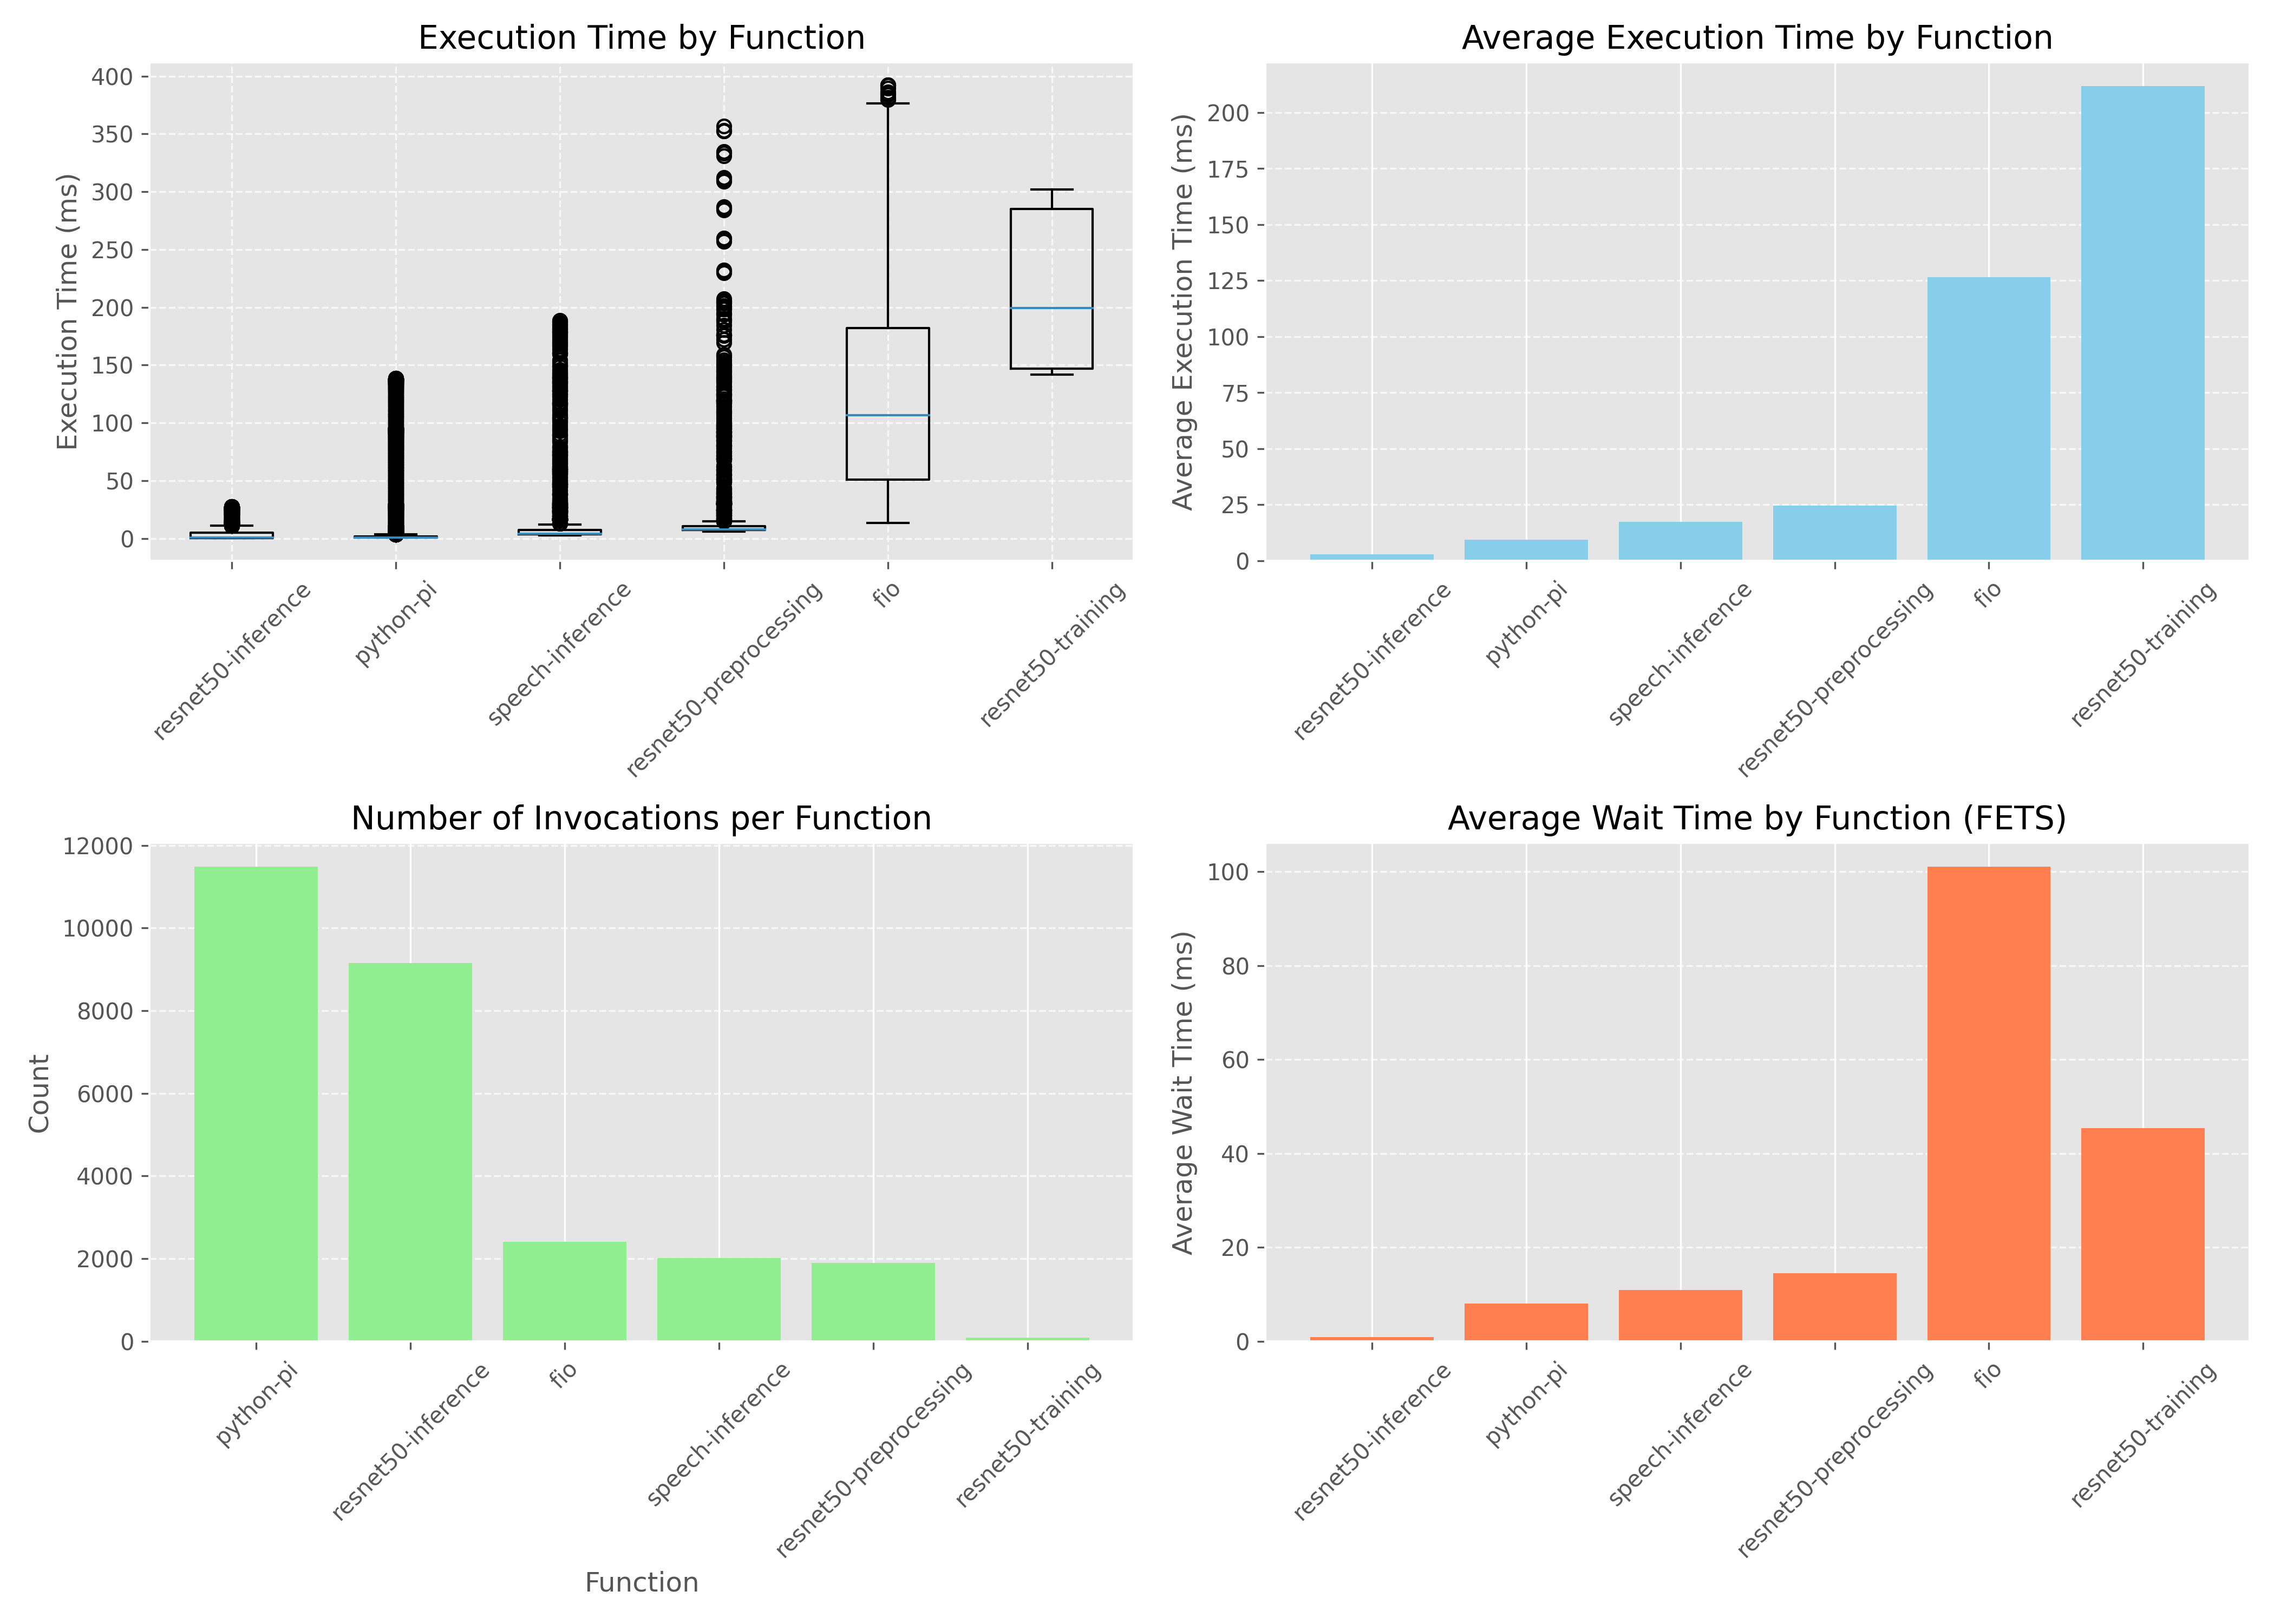 Execution Time by Function
Execution Time (ms)
400
350
300
250
200
150
100
50
0
resnet50-inference
python-pi
speech-inference
resnet50-preprocessing
fio
resnet50-training
Average Execution Time by Function
Average Execution Time (ms)
200
175
150
125
100
75
50
25
0
resnet50-inference
python-pi
speech-inference
resnet50-preprocessing
fio
resnet50-training
Number of Invocations per Function
Count
12000
10000
8000
6000
4000
2000
0
python-pi
resnet50-inference
fio
speech-inference
resnet50-preprocessing
resnet50-training
Function
Average Wait Time by Function (FETS)
Average Wait Time (ms)
100
80
60
40
20
0
resnet50-inference
python-pi
speech-inference
resnet50-preprocessing
fio
resnet50-training